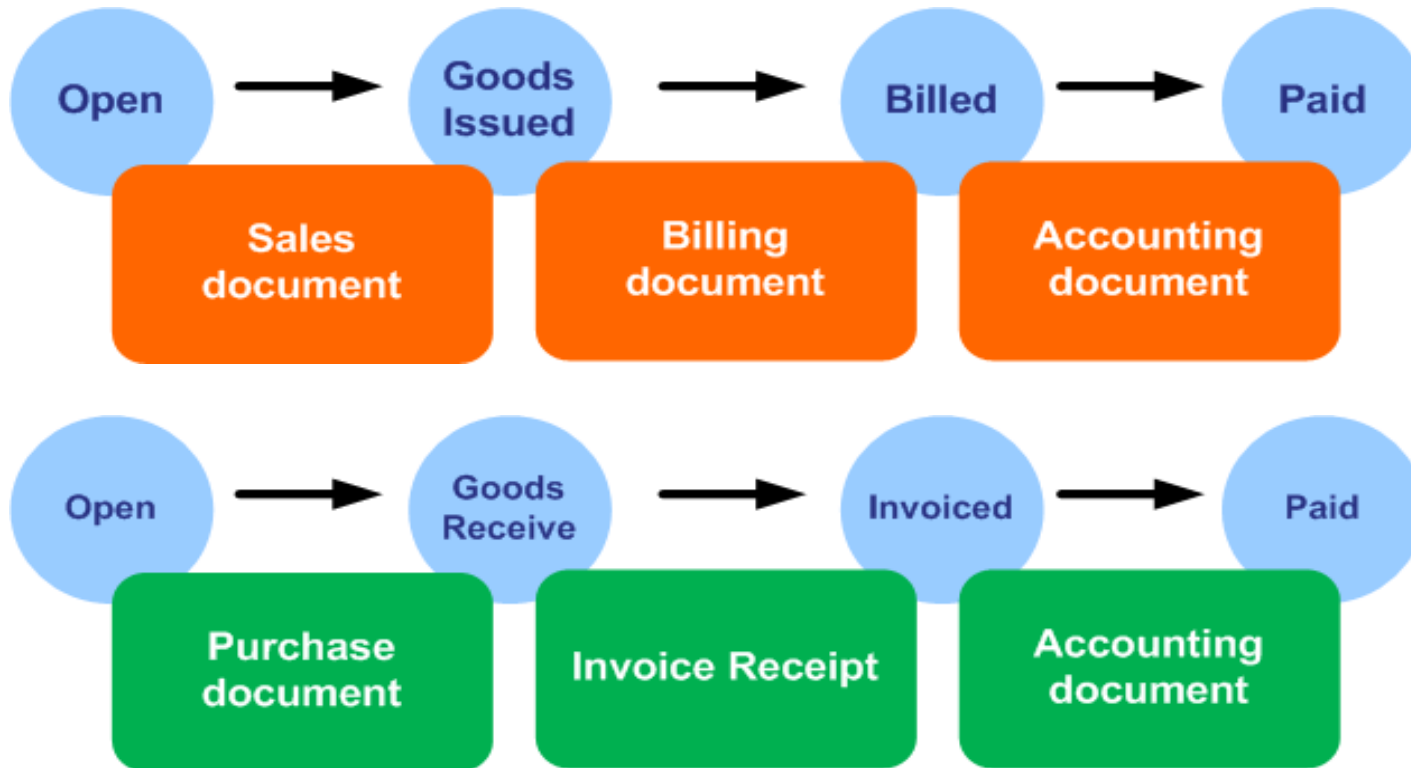 Open
Goods
Issued
Billed
Paid
Sales
document
Billing
document
Accounting
document
Open
Goods
Receive
Invoiced
Paid
Purchase
document
Invoice Receipt
Accounting
document